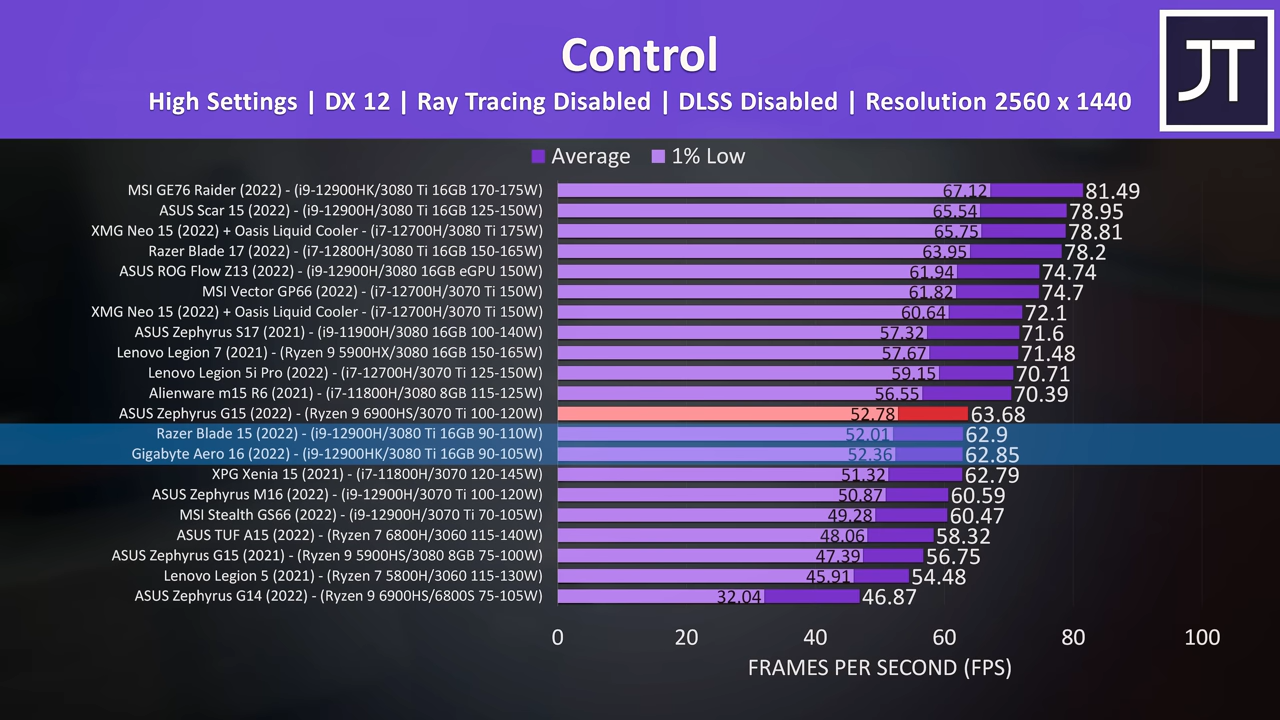 Control
JT
High Settings | DX 12 | Ray Tracing Disabled | DLSS Disabled | Resolution 2560 x 1440
Average 1% Low
MSI GE76 Raider (2022) - (i9-12900HK/3080 Ti 16GB 170-175W) 67.12 81.49
ASUS Scar 15 (2022) - (i9-12900H/3080 Ti 16GB 125-150W) 65.54 78.95
XMG Neo 15 (2022) + Oasis Liquid Cooler - (i7-12700H/3080 Ti 175W) 65.75 78.81
Razer Blade 17 (2022) - (i7-12800H/3080 Ti 16GB 150-165W) 63.95 78.2
ASUS ROG Flow Z13 (2022) - (i9-12900H/3080 16GB eGPU 150W) 61.94 74.74
MSI Vector GP66 (2022) - (i7-12700H/3070 Ti 150W) 61.82 74.7
XMG Neo 15 (2022) + Oasis Liquid Cooler - (i7-12700/3070 Ti 150W) 60.64 72.1
ASUS Zephyrus S17 (2021) - (i9-11900H/3080 16GB 100-140W) 57.32 71.6
Lenovo Legion 7 (2021) - (Ryzen 9 5900HX/3080 16GB 150-165W) 57.67 71.48
Lenovo Legion 5i Pro (2022) - (i7-12700H/3070 Ti 125-150W) 59.15 70.71
Alienware m15 R6 (2021) - (i7-11800H/3080 8GB 115-125W) 56.55 70.39
ASUS Zephyrus G15 (2022) - (Ryzen 9 6900HS/3070 Ti 100-120W) 52.78 63.68
Razer Blade 15 (2022) - (i9-12900H/3080 Ti 16GB 90-110W) 52.01 62.9
Gigabyte Aero 16 (2022) - (i9-12900HK/3080 Ti 16GB 90-105W) 52.36 62.85
XPG Xenia 15 (2021) - (i7-11800H/3070 120-145W) 51.32 62.79
ASUS Zephyrus M16 (2022) - (i9-12900H/3070 Ti 100-120W) 50.87 60.59
MSI Stealth GS66 (2022) - (i9-12900H/3070 Ti 70-105W) 49.28 60.47
ASUS TUF A15 (2022) - (Ryzen 7 6800H/3060 115-140W) 48.06 58.32
ASUS Zephyrus G15 (2021) - (Ryzen 9 5900HS/3080 8GB 75-100W) 47.39 56.75
Lenovo Legion 5 (2021) - (Ryzen 7 5800H/3060 115-130W) 45.91 54.48
ASUS Zephyrus G14 (2022) - (Ryzen 9 6900HS/6800S 75-105W) 32.04 46.87
0 20 40 60 80 100
FRAMES PER SECOND (FPS)